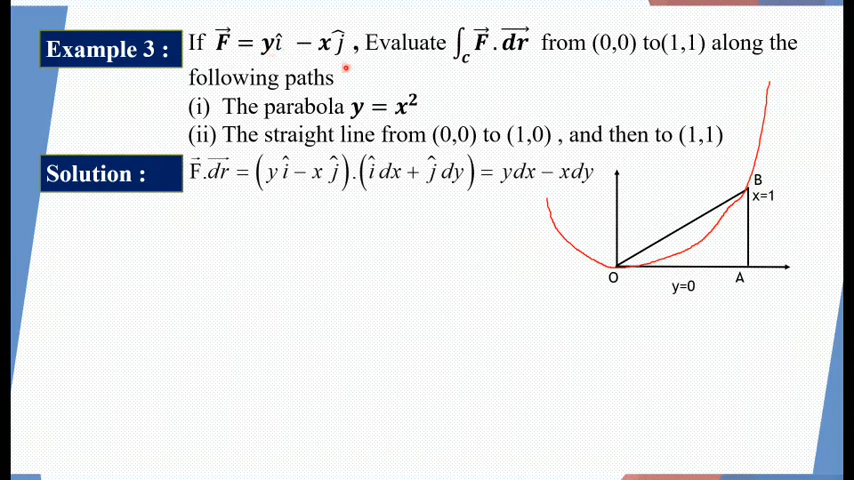 Example 3 :
If F⃗ = yî − xĵ , Evaluate ∫_c F⃗ . d⃗r from (0,0) to(1,1) along the
following paths
(i) The parabola y = x²
(ii) The straight line from (0,0) to (1,0) , and then to (1,1)
Solution :
F⃗.d⃗r = (y î − x ĵ).(î dx + ĵ dy) = ydx − xdy
B
x=1
O
A
y=0